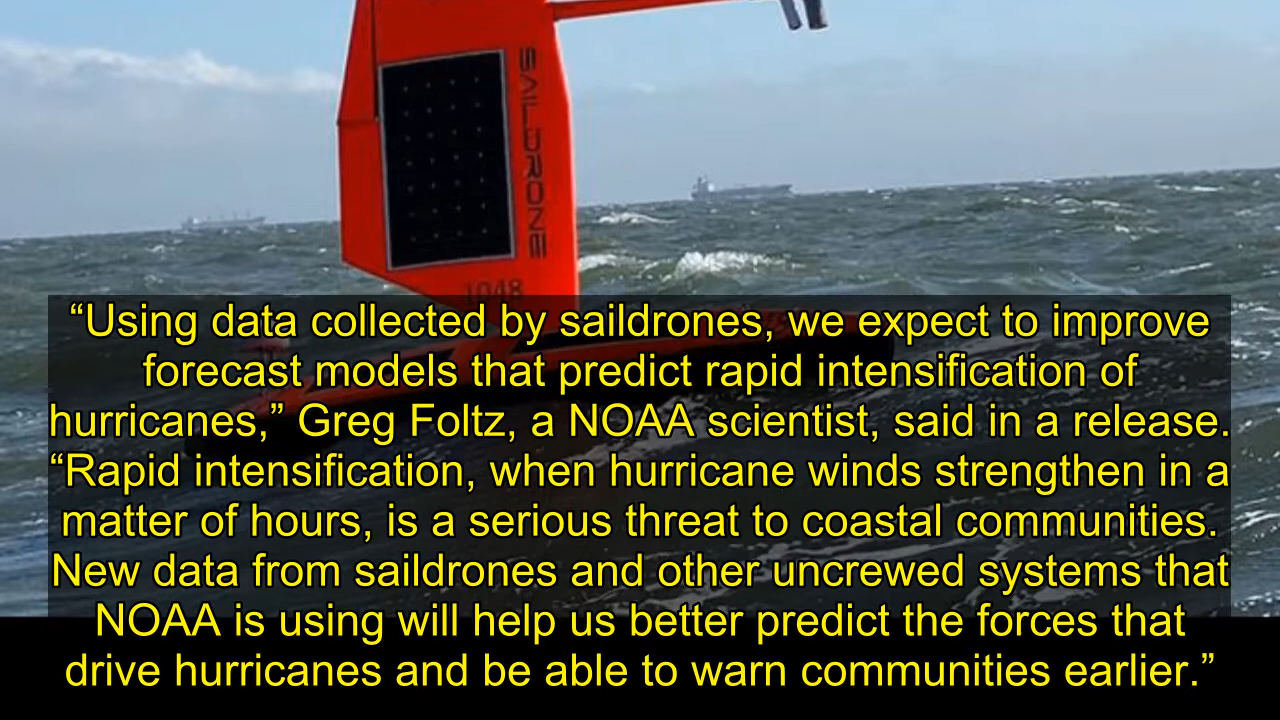 SAILDRONE
1048
“Using data collected by saildrones, we expect to improve
forecast models that predict rapid intensification of
hurricanes,” Greg Foltz, a NOAA scientist, said in a release.
“Rapid intensification, when hurricane winds strengthen in a
matter of hours, is a serious threat to coastal communities.
New data from saildrones and other uncrewed systems that
NOAA is using will help us better predict the forces that
drive hurricanes and be able to warn communities earlier.”